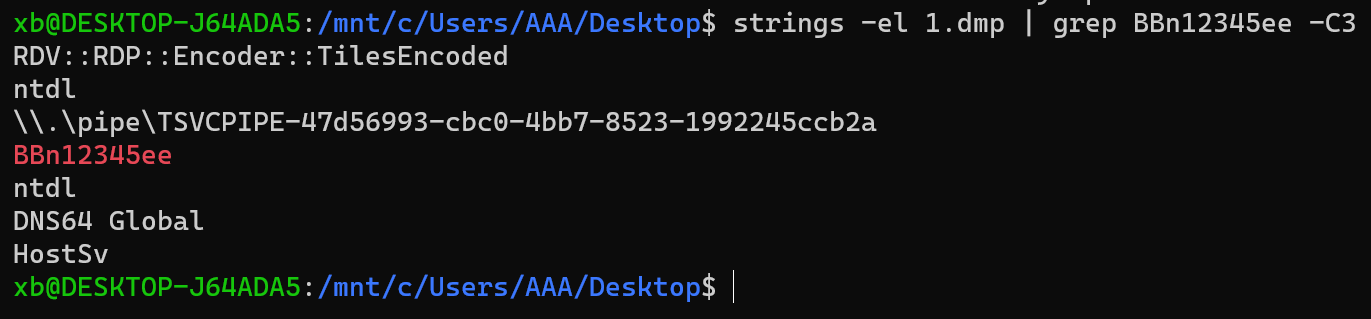 xb@DESKTOP-J64ADA5:/mnt/c/Users/AAA/Desktop$ strings -el 1.dmp | grep BBn12345ee -C3
RDV::RDP::Encoder::TilesEncoded
ntdl
\\.\pipe\TSVCPIPE-47d56993-cbc0-4bb7-8523-1992245ccb2a
BBn12345ee
ntdl
DNS64 Global
HostSv
xb@DESKTOP-J64ADA5:/mnt/c/Users/AAA/Desktop$